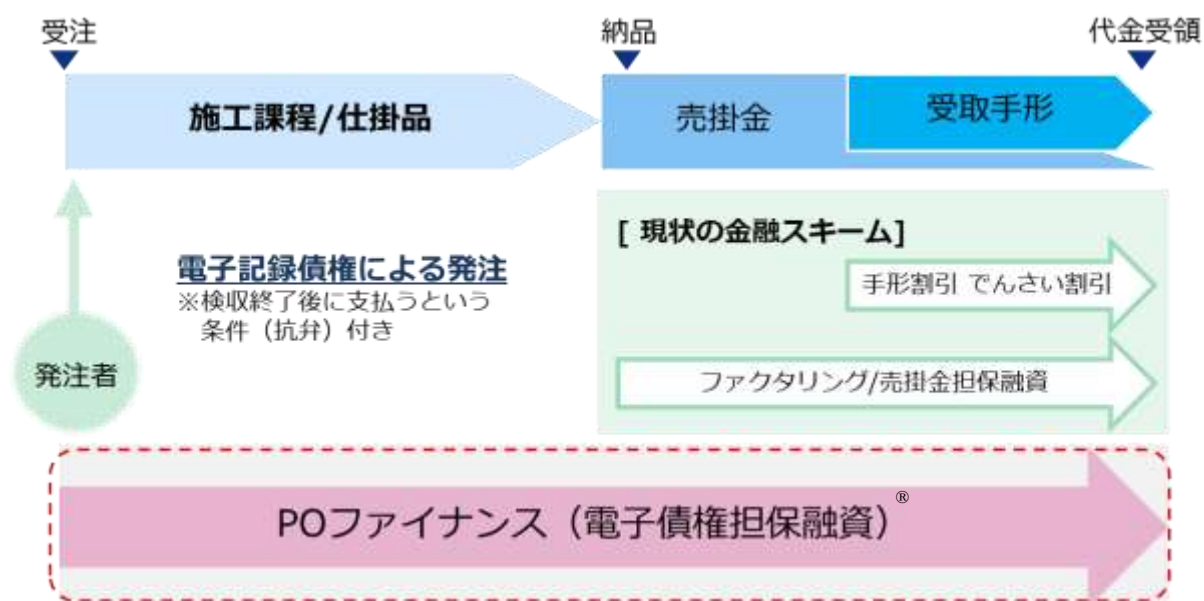 受注
納品
代金受領
施工課程/仕掛品
売掛金
受取手形
[ 現状の金融スキーム]
電子記録債権による発注
※検収終了後に支払うという
条件（抗弁）付き
手形割引 でんさい割引
発注者
ファクタリング/売掛金担保融資
POファイナンス（電子債権担保融資）®